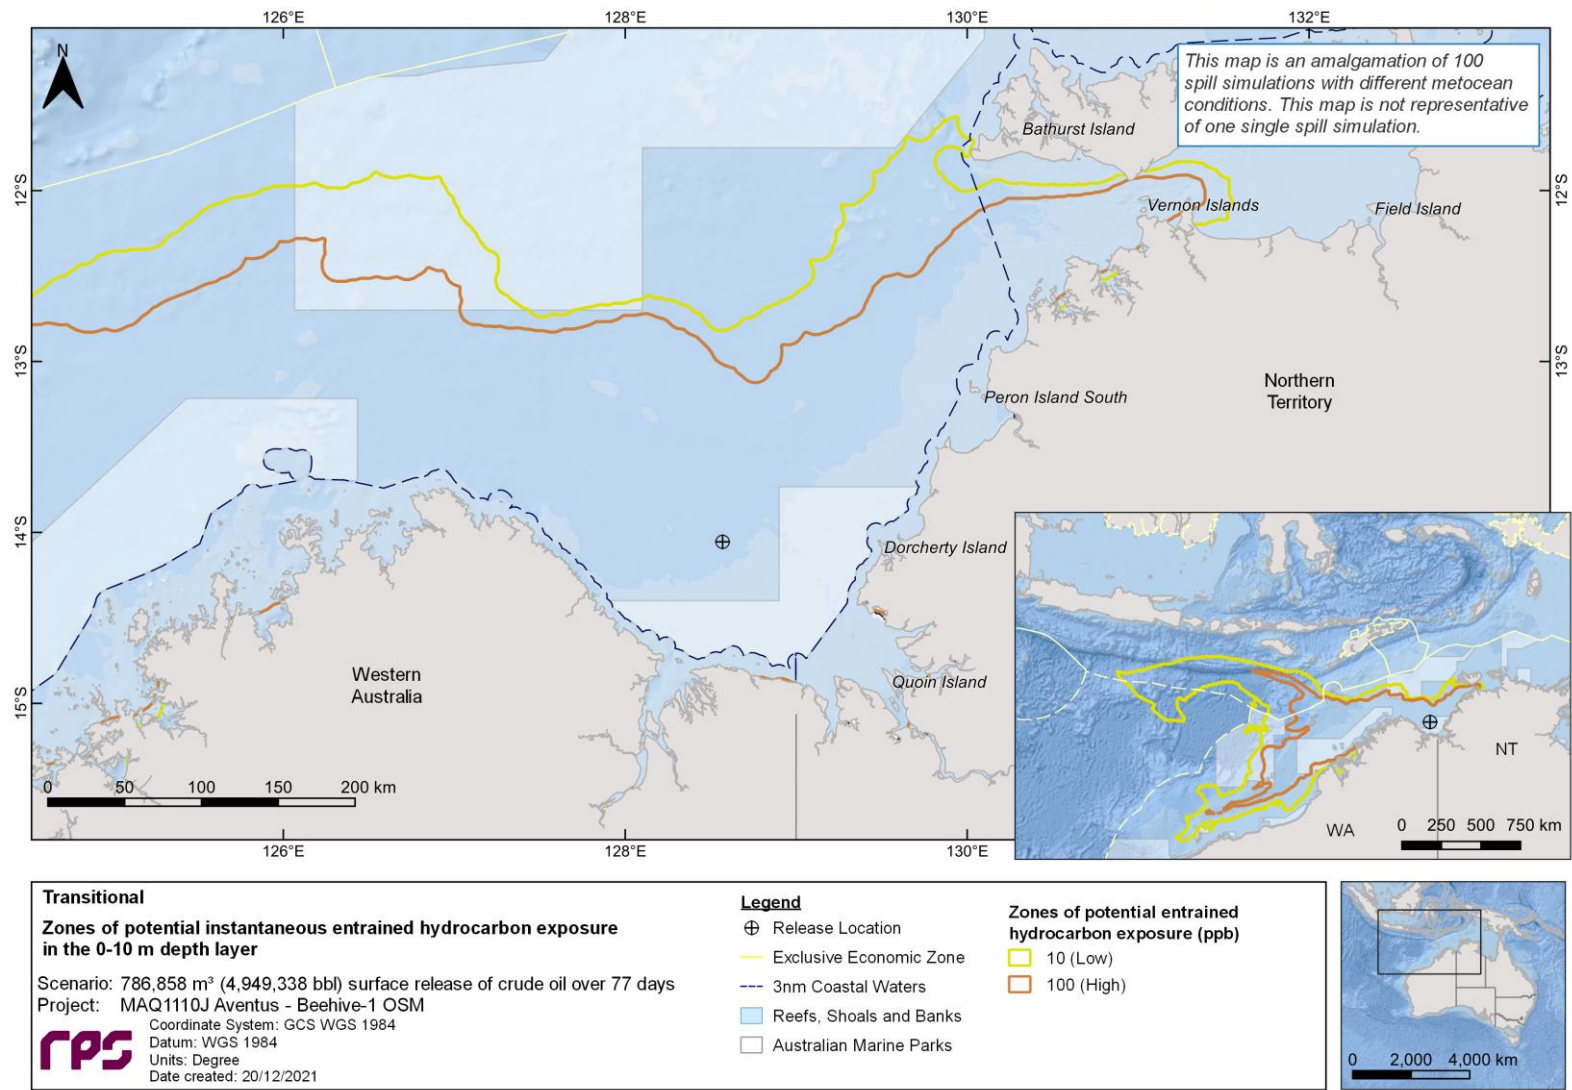 126°E
128°E
130°E
132°E
N
This map is an amalgamation of 100
spill simulations with different metocean
conditions. This map is not representative
of one single spill simulation.
Bathurst Island
12°S
12°S
Vernon Islands
Field Island
13°S
13°S
Northern
Territory
Peron Island South
14°S
Dorcherty Island
Western
Australia
Quoin Island
15°S
NT
WA
0 50 100 150 200 km
0 250 500 750 km
126°E
128°E
130°E
Transitional
Zones of potential instantaneous entrained hydrocarbon exposure
in the 0-10 m depth layer
Scenario: 786,858 m³ (4,949,338 bbl) surface release of crude oil over 77 days
Project: MAQ1110J Aventus - Beehive-1 OSM
rps
Coordinate System: GCS WGS 1984
Datum: WGS 1984
Units: Degree
Date created: 20/12/2021
Legend
Release Location
Exclusive Economic Zone
3nm Coastal Waters
Reefs, Shoals and Banks
Australian Marine Parks
Zones of potential entrained
hydrocarbon exposure (ppb)
10 (Low)
100 (High)
0 2,000 4,000 km